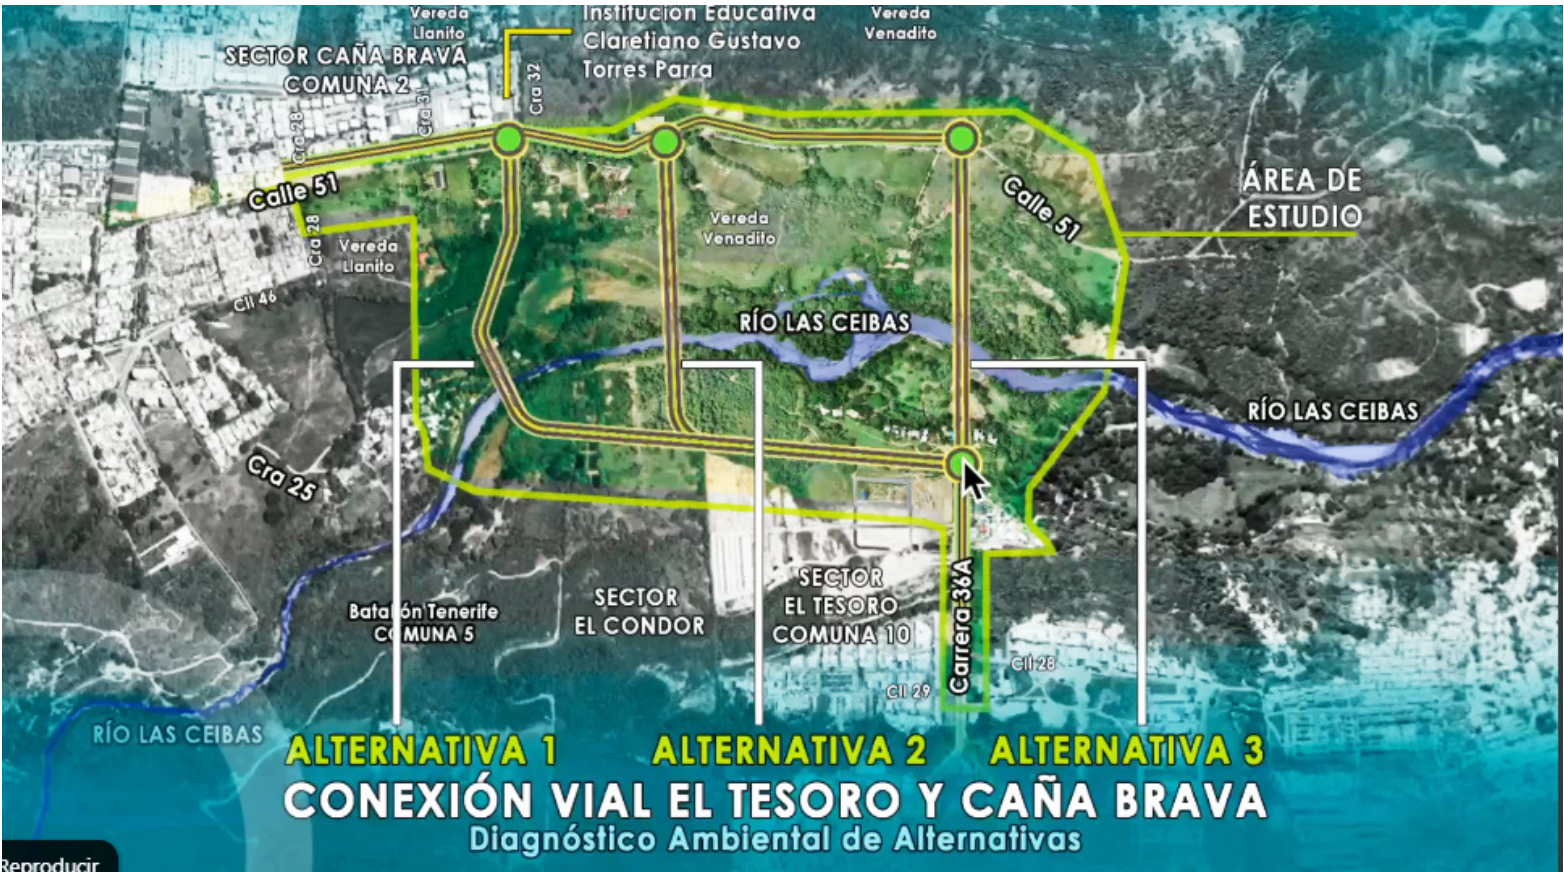 Vereda
Llanito
Institución Educativa
Claretiano Gustavo
Torres Parra
Vereda
Venadito
SECTOR CAÑA BRAVA
COMUNA 2
Cra 28
Cra 31
Cra 32
Calle 51
Cra 28
Vereda
Llanito
Cll 46
Vereda
Venadito
Calle 51
ÁREA DE
ESTUDIO
RÍO LAS CEIBAS
RÍO LAS CEIBAS
Cra 25
Batallón Tenerife
COMUNA 5
SECTOR
EL CONDOR
SECTOR
EL TESORO
COMUNA 10
Carrera 36A
Cll 28
Cll 29
RÍO LAS CEIBAS
ALTERNATIVA 1
ALTERNATIVA 2
ALTERNATIVA 3
CONEXIÓN VIAL EL TESORO Y CAÑA BRAVA
Diagnóstico Ambiental de Alternativas
Reproducir